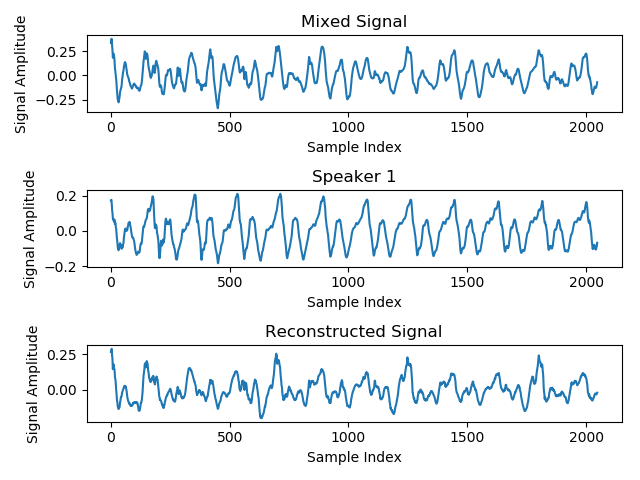 Mixed Signal
Signal Amplitude
0.25
0.00
−0.25
0 500 1000 1500 2000
Sample Index
Speaker 1
Signal Amplitude
0.2
0.0
−0.2
0 500 1000 1500 2000
Sample Index
Reconstructed Signal
Signal Amplitude
0.25
0.00
0 500 1000 1500 2000
Sample Index